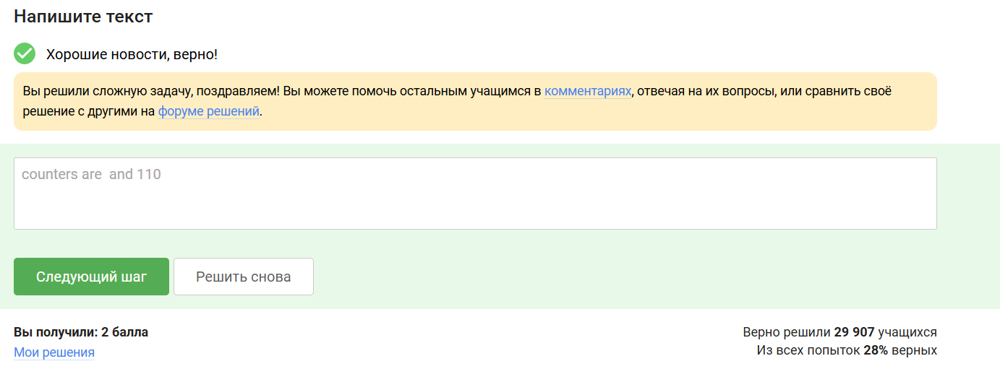 Напишите текст
Хорошие новости, верно!
Вы решили сложную задачу, поздравляем! Вы можете помочь остальным учащимся в комментариях, отвечая на их вопросы, или сравнить своё
решение с другими на форуме решений.
counters are  and 110
Следующий шаг
Решить снова
Вы получили: 2 балла
Мои решения
Верно решили 29 907 учащихся
Из всех попыток 28% верных